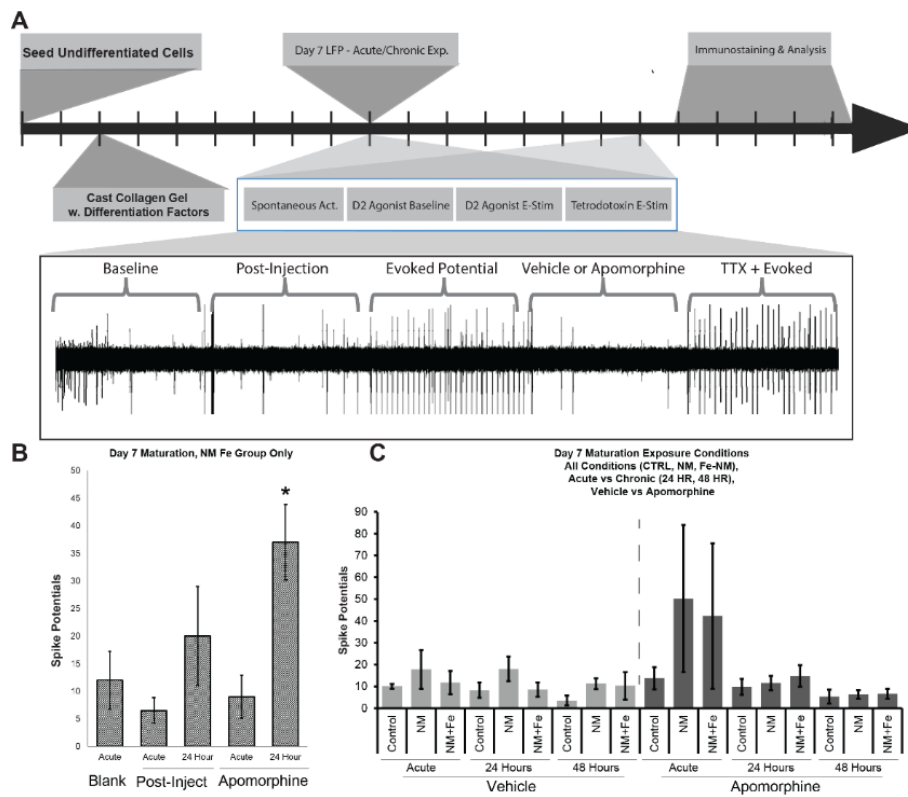 A
Seed Undifferentiated Cells
Day 7 LFP - Acute/Chronic Exp.
Immunostaining & Analysis
Cast Collagen Gel
w. Differentiation Factors
Spontaneous Act.
D2 Agonist Baseline
D2 Agonist E-Stim
Tetrodotoxin E-Stim
Baseline
Post-Injection
Evoked Potential
Vehicle or Apomorphine
TTX + Evoked
B
Day 7 Maturation, NM Fe Group Only
Spike Potentials
50
45
40
35
30
25
20
15
10
5
0
*
Acute
Acute
24 Hour
Acute
24 Hour
Blank
Post-Inject
Apomorphine
C
Day 7 Maturation Exposure Conditions
All Conditions (CTRL, NM, Fe-NM),
Acute vs Chronic (24 HR, 48 HR),
Vehicle vs Apomorphine
Spike Potentials
90
80
70
60
50
40
30
20
10
0
Control
NM
NM+Fe
Control
NM
NM+Fe
Control
NM
NM+Fe
Control
NM
NM+Fe
Control
NM
NM+Fe
Control
NM
NM+Fe
Acute
24 Hours
48 Hours
Acute
24 Hours
48 Hours
Vehicle
Apomorphine